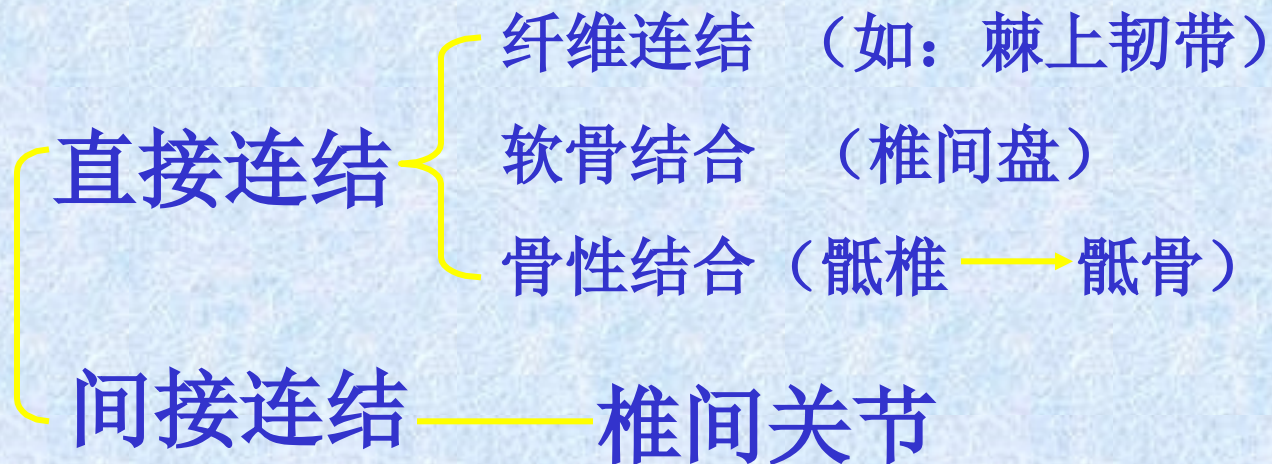 纤维连结 （如：棘上韧带）
直接连结
软骨结合 （椎间盘）
骨性结合（骶椎 骶骨）
间接连结 椎间关节